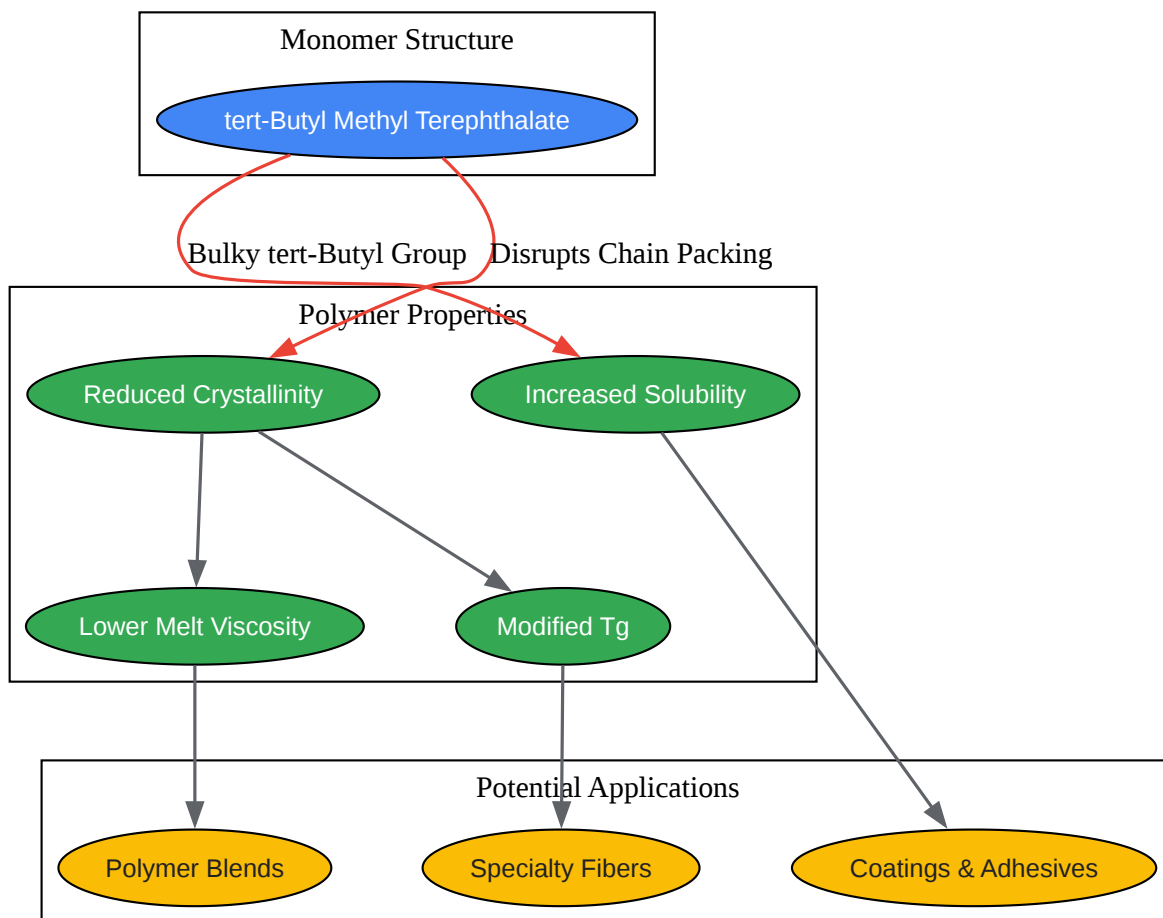 Monomer Structure
tert-Butyl Methyl Terephthalate
Bulky tert-Butyl Group
Disrupts Chain Packing
Polymer Properties
Reduced Crystallinity
Increased Solubility
Lower Melt Viscosity
Modified Tg
Potential Applications
Polymer Blends
Specialty Fibers
Coatings & Adhesives